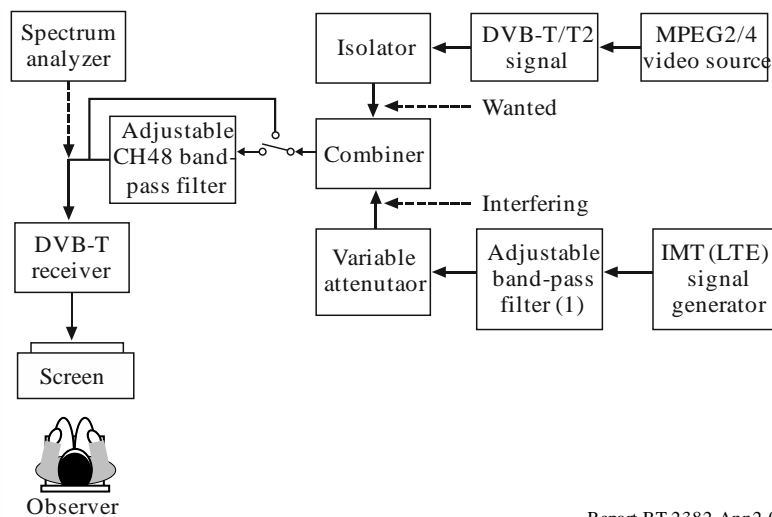 Spectrum
analyzer
Isolator
DVB-T/T2
signal
MPEG2/4
video source
Wanted
Adjustable
CH48 band-
pass filter
Combiner
Interfering
DVB-T
receiver
Variable
attenutaor
Adjustable
band-pass
filter (1)
IMT (LTE)
signal
generator
Screen
Observer